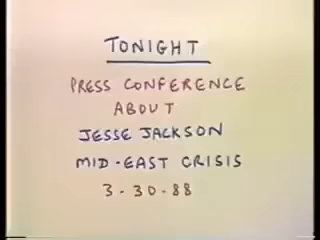 TONIGHT
PRESS CONFERENCE
ABOUT
JESSE JACKSON
MID-EAST CRISIS
3-30-88